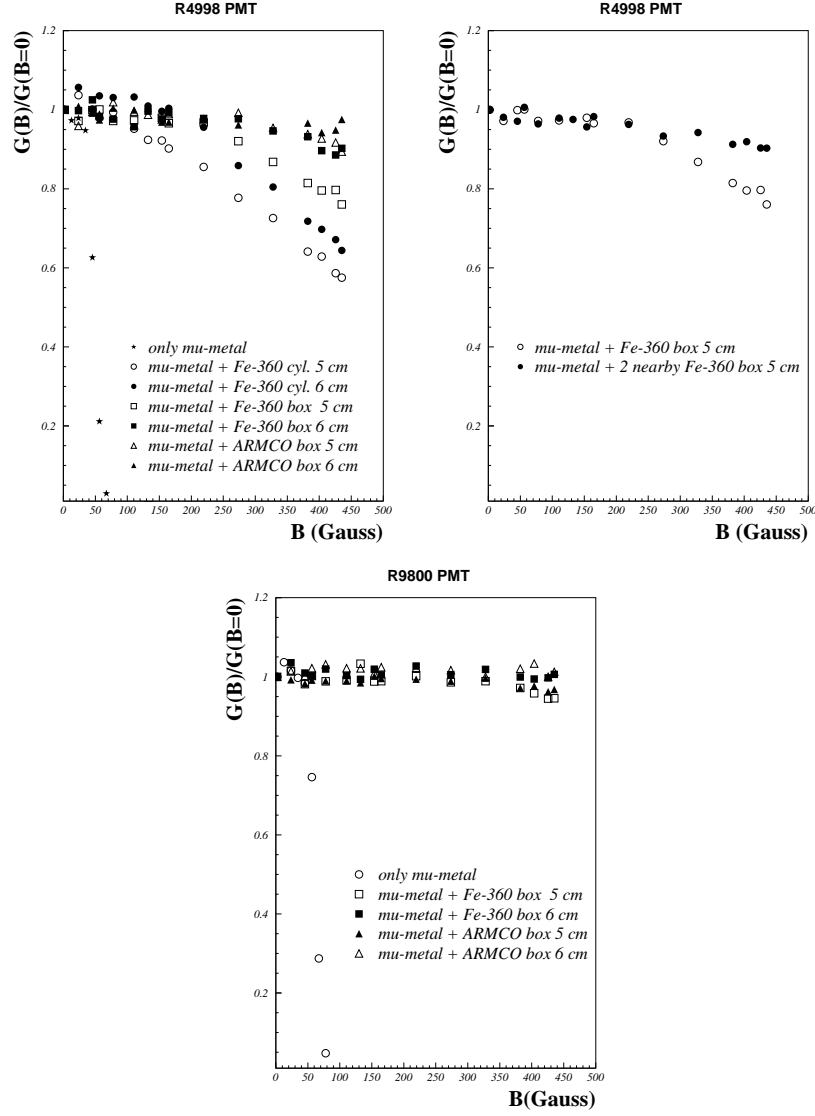 R4998 PMT
G(B)/G(B=0)
1.2
1
0.8
0.6
0.4
0.2
0 50 100 150 200 250 300 350 400 450 500
B (Gauss)
only mu-metal
mu-metal + Fe-360 cyl. 5 cm
mu-metal + Fe-360 cyl. 6 cm
mu-metal + Fe-360 box 5 cm
mu-metal + Fe-360 box 6 cm
mu-metal + ARMCO box 5 cm
mu-metal + ARMCO box 6 cm
R4998 PMT
G(B)/G(B=0)
1.2
1
0.8
0.6
0.4
0.2
0 50 100 150 200 250 300 350 400 450 500
B (Gauss)
mu-metal + Fe-360 box 5 cm
mu-metal + 2 nearby Fe-360 box 5 cm
R9800 PMT
G(B)/G(B=0)
1.2
1
0.8
0.6
0.4
0.2
0 50 100 150 200 250 300 350 400 450 500
B(Gauss)
only mu-metal
mu-metal + Fe-360 box 5 cm
mu-metal + Fe-360 box 6 cm
mu-metal + ARMCO box 5 cm
mu-metal + ARMCO box 6 cm